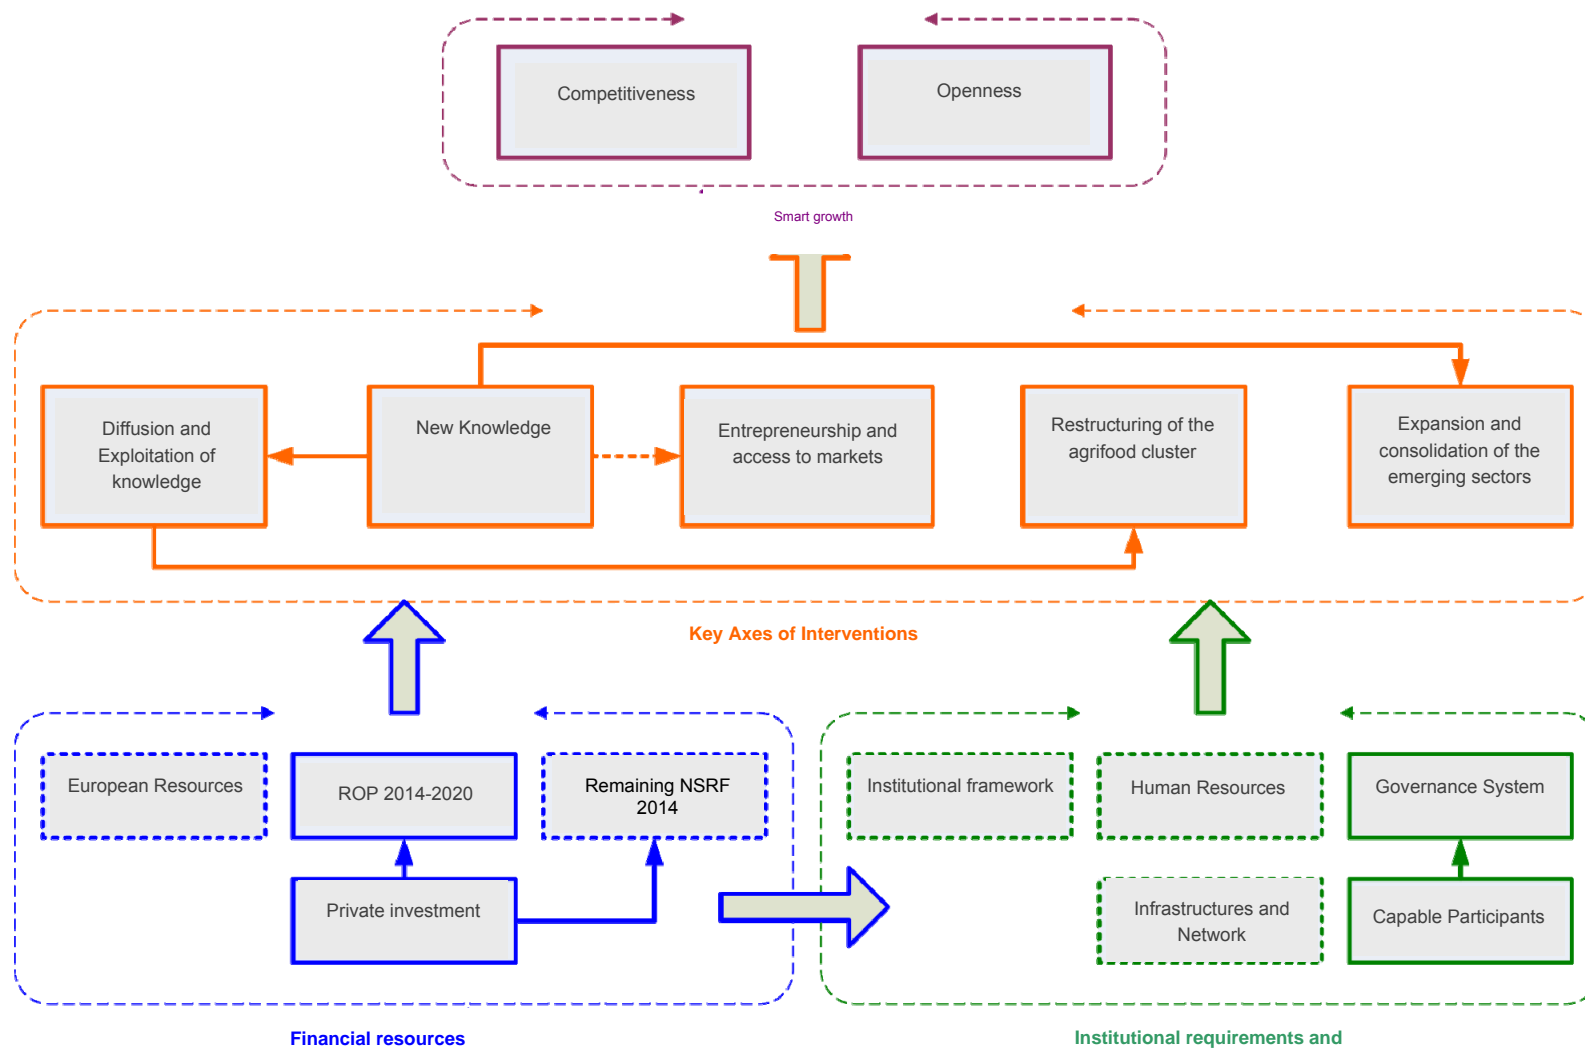 Competitiveness
Openness
Smart growth
Diffusion and
Exploitation of
knowledge
New Knowledge
Entrepreneurship and
access to markets
Restructuring of the
agrifood cluster
Expansion and
consolidation of the
emerging sectors
Key Axes of Interventions
European Resources
ROP 2014-2020
Remaining NSRF
2014
Private investment
Institutional framework
Human Resources
Governance System
Infrastructures and
Network
Capable Participants
Financial resources
Institutional requirements and